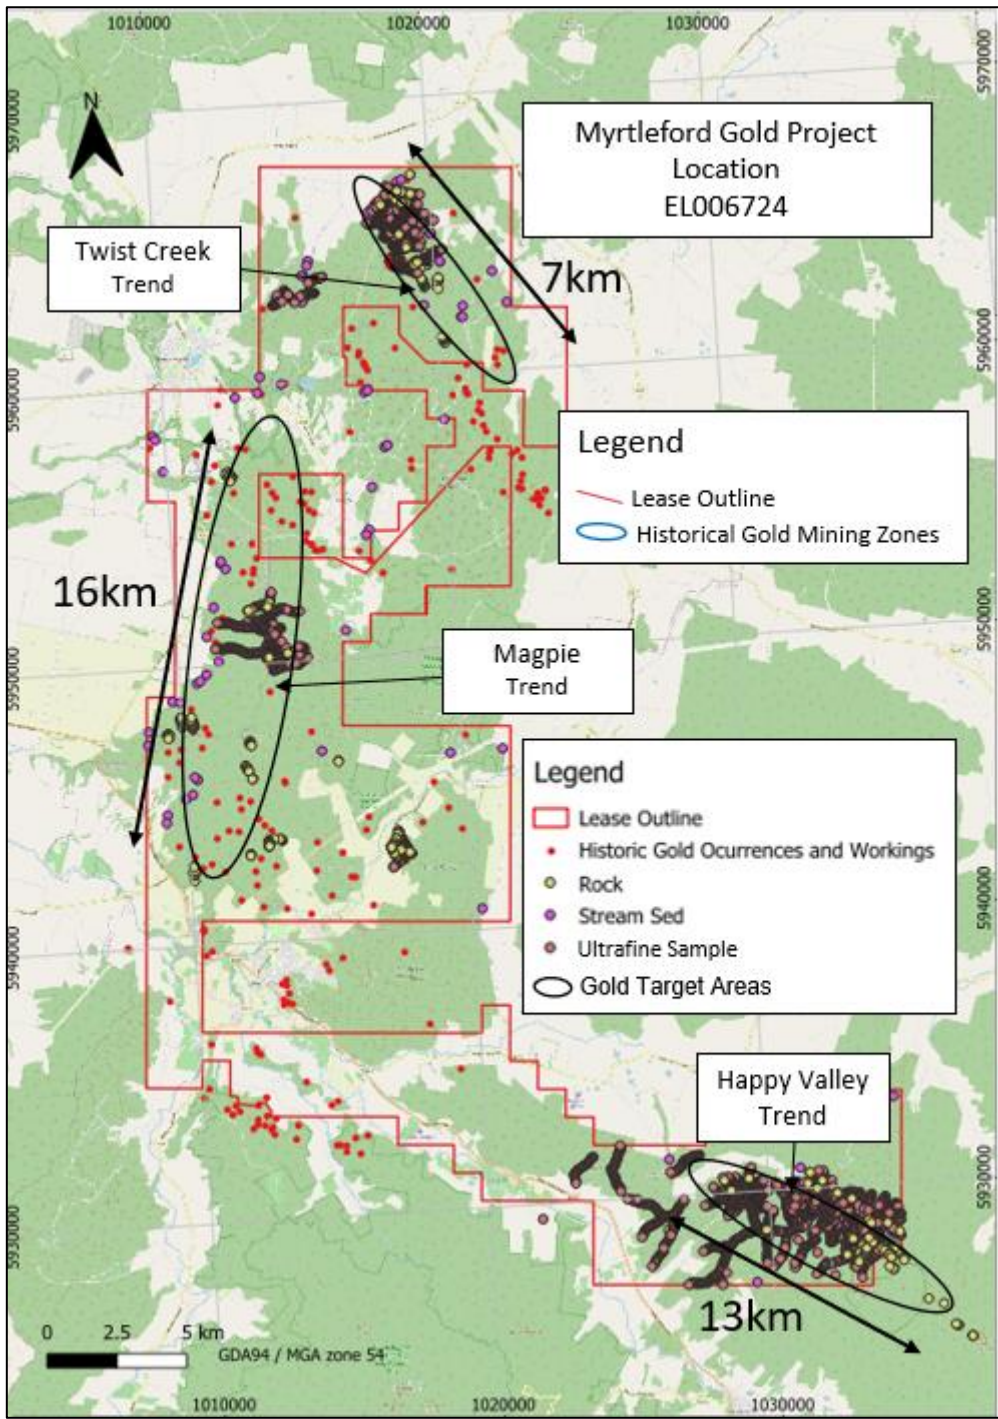 1010000
1020000
1030000
5970000
5970000
N
Myrtleford Gold Project
Location
EL006724
Twist Creek
Trend
7km
5960000
5960000
Legend
Lease Outline
Historical Gold Mining Zones
16km
5950000
5950000
Magpie
Trend
Legend
Lease Outline
Historic Gold Ocurrences and Workings
Rock
Stream Sed
Ultrafine Sample
Gold Target Areas
5940000
5940000
Happy Valley
Trend
5930000
5930000
13km
0 2.5 5 km
GDA94 / MGA zone 54
1010000
1020000
1030000